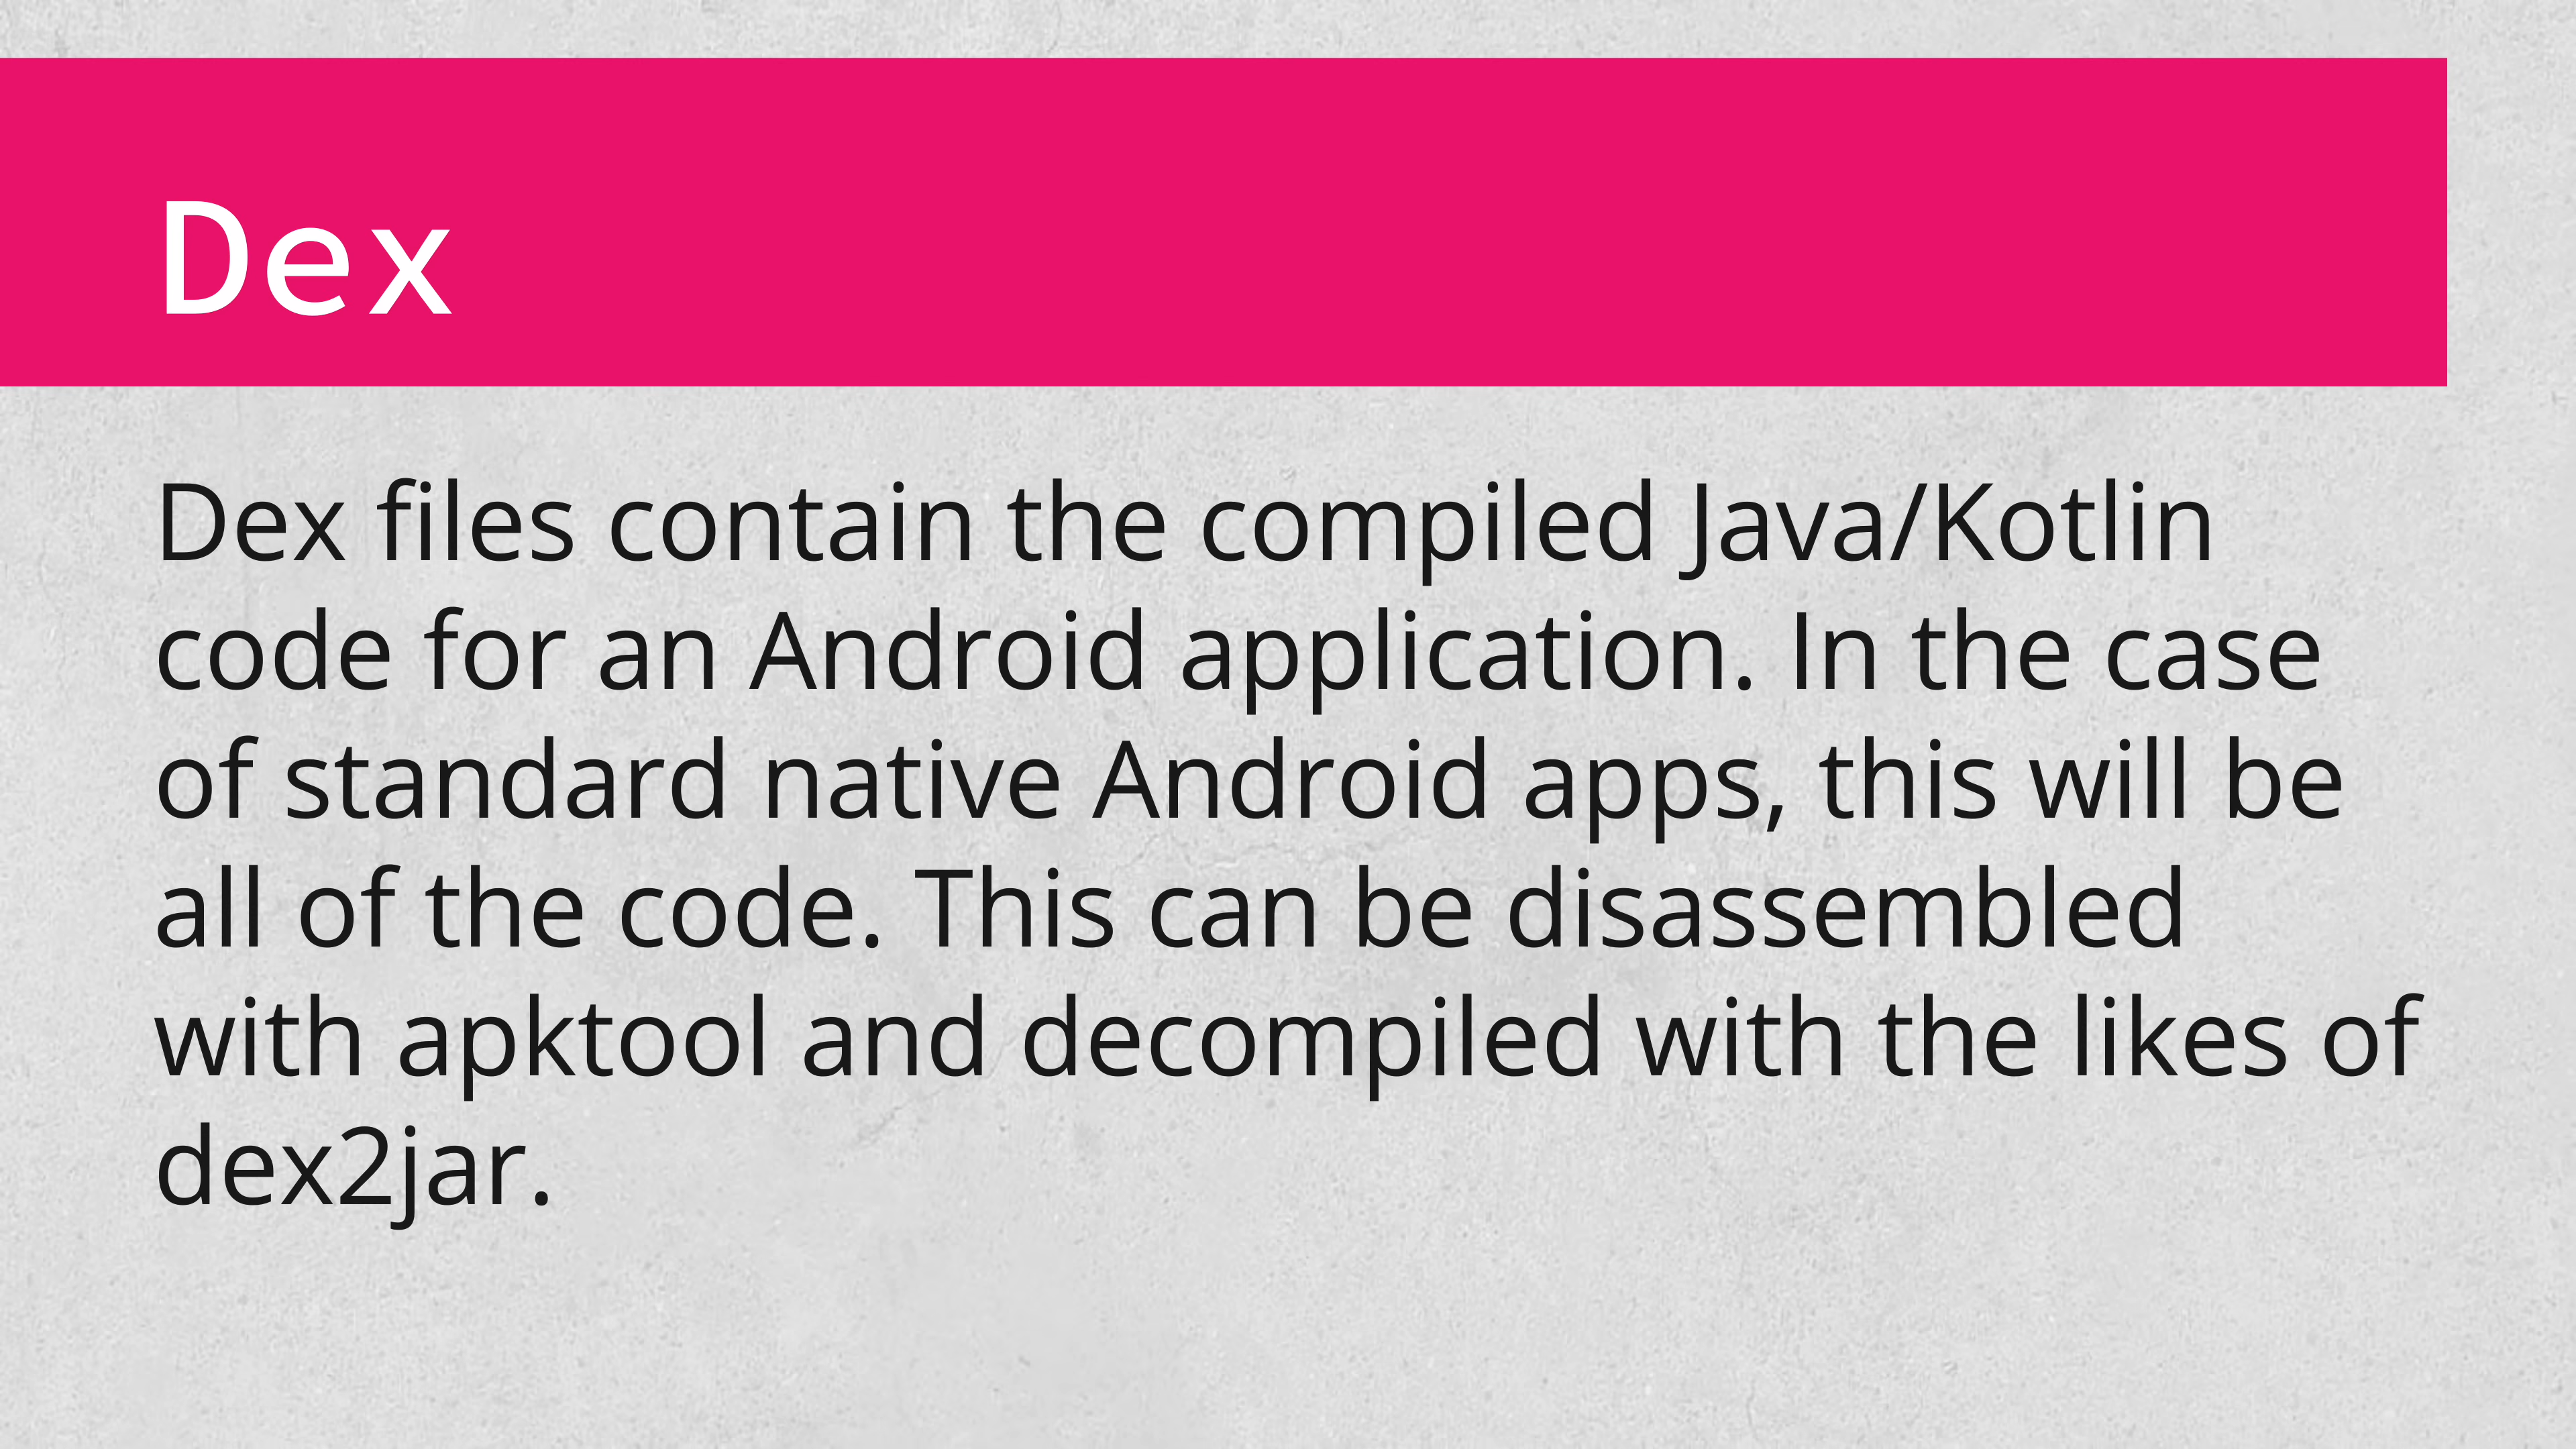 Dex
Dex files contain the compiled Java/Kotlin
code for an Android application. In the case
of standard native Android apps, this will be
all of the code. This can be disassembled
with apktool and decompiled with the likes of
dex2jar.